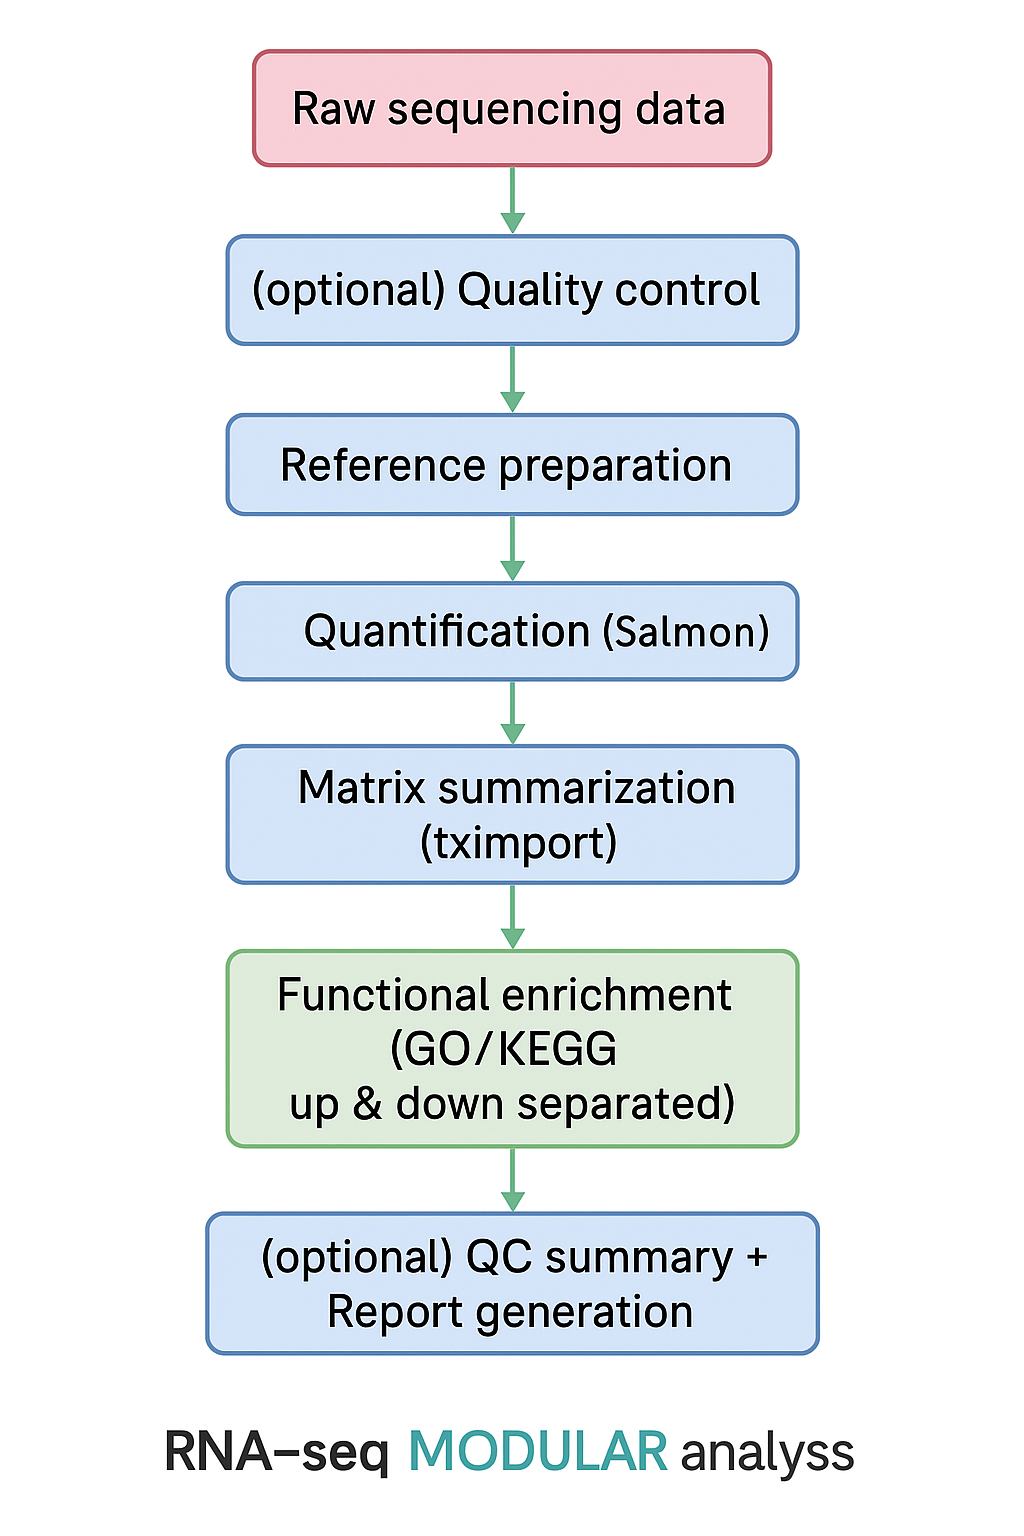 Raw sequencing data
(optional) Quality control
Reference preparation
Quantification (Salmon)
Matrix summarization
(tximport)
Functional enrichment
(GO/KEGG
up & down separated)
(optional) QC summary +
Report generation
RNA–seq MODULAR analyss